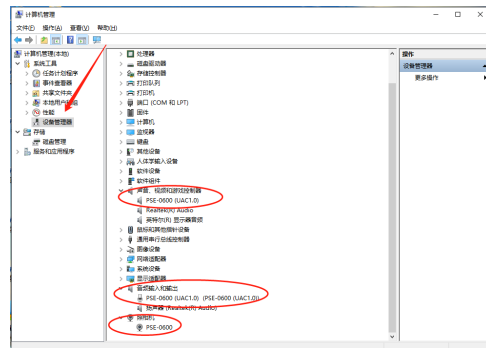 计算机管理
文件(F) 操作(A) 查看(V) 帮助(H)
计算机管理(本地)
系统工具
任务计划程序
事件查看器
共享文件夹
本地用户和组
性能
设备管理器
存储
磁盘管理
服务和应用程序
处理器
磁盘驱动器
存储控制器
打印队列
打印机
端口 (COM 和 LPT)
固件
计算机
监视器
键盘
其他设备
人体学输入设备
软件设备
软件组件
声音、视频和游戏控制器
PSE-0600 (UAC1.0)
Realtek(R) Audio
英特尔(R) 显示器音频
鼠标和其他指针设备
通用串行总线控制器
图像设备
网络适配器
系统设备
显示适配器
音频输入和输出
PSE-0600 (UAC1.0) (PSE-0600 (UAC1.0))
扬声器 (Realtek(R) Audio)
照相机
PSE-0600
操作
设备管理器
更多操作